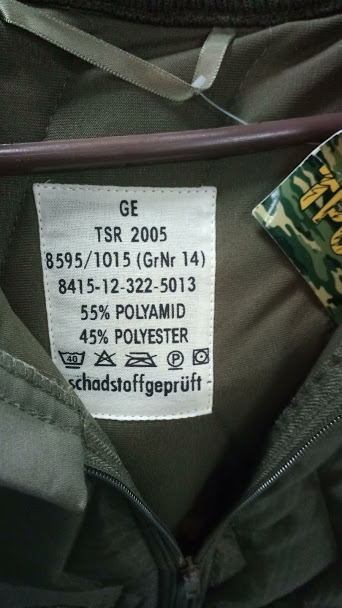 GE
TSR 2005
8595/1015 (GrNr 14)
8415-12-322-5013
55% POLYAMID
45% POLYESTER
40 P
schadstoffgeprüft